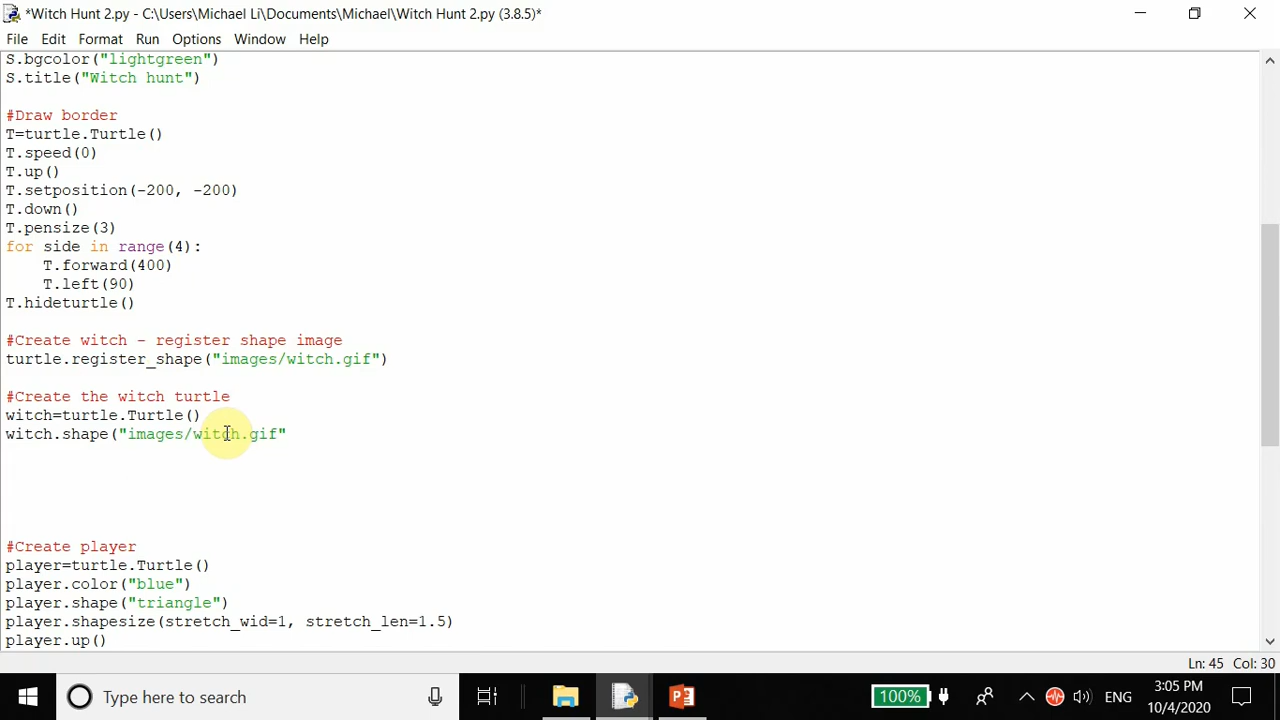 *Witch Hunt 2.py - C:\Users\Michael Li\Documents\Michael\Witch Hunt 2.py (3.8.5)*
File Edit Format Run Options Window Help
S.bgcolor("lightgreen")
S.title("Witch hunt")
#Draw border
T=turtle.Turtle()
T.speed(0)
T.up()
T.setposition(-200, -200)
T.down()
T.pensize(3)
for side in range(4):
    T.forward(400)
    T.left(90)
T.hideturtle()
#Create witch - register shape image
turtle.register_shape("images/witch.gif")
#Create the witch turtle
witch=turtle.Turtle()
witch.shape("images/witch.gif"
#Create player
player=turtle.Turtle()
player.color("blue")
player.shape("triangle")
player.shapesize(stretch_wid=1, stretch_len=1.5)
player.up()
Ln: 45 Col: 30
Type here to search
100%
ENG
3:05 PM
10/4/2020